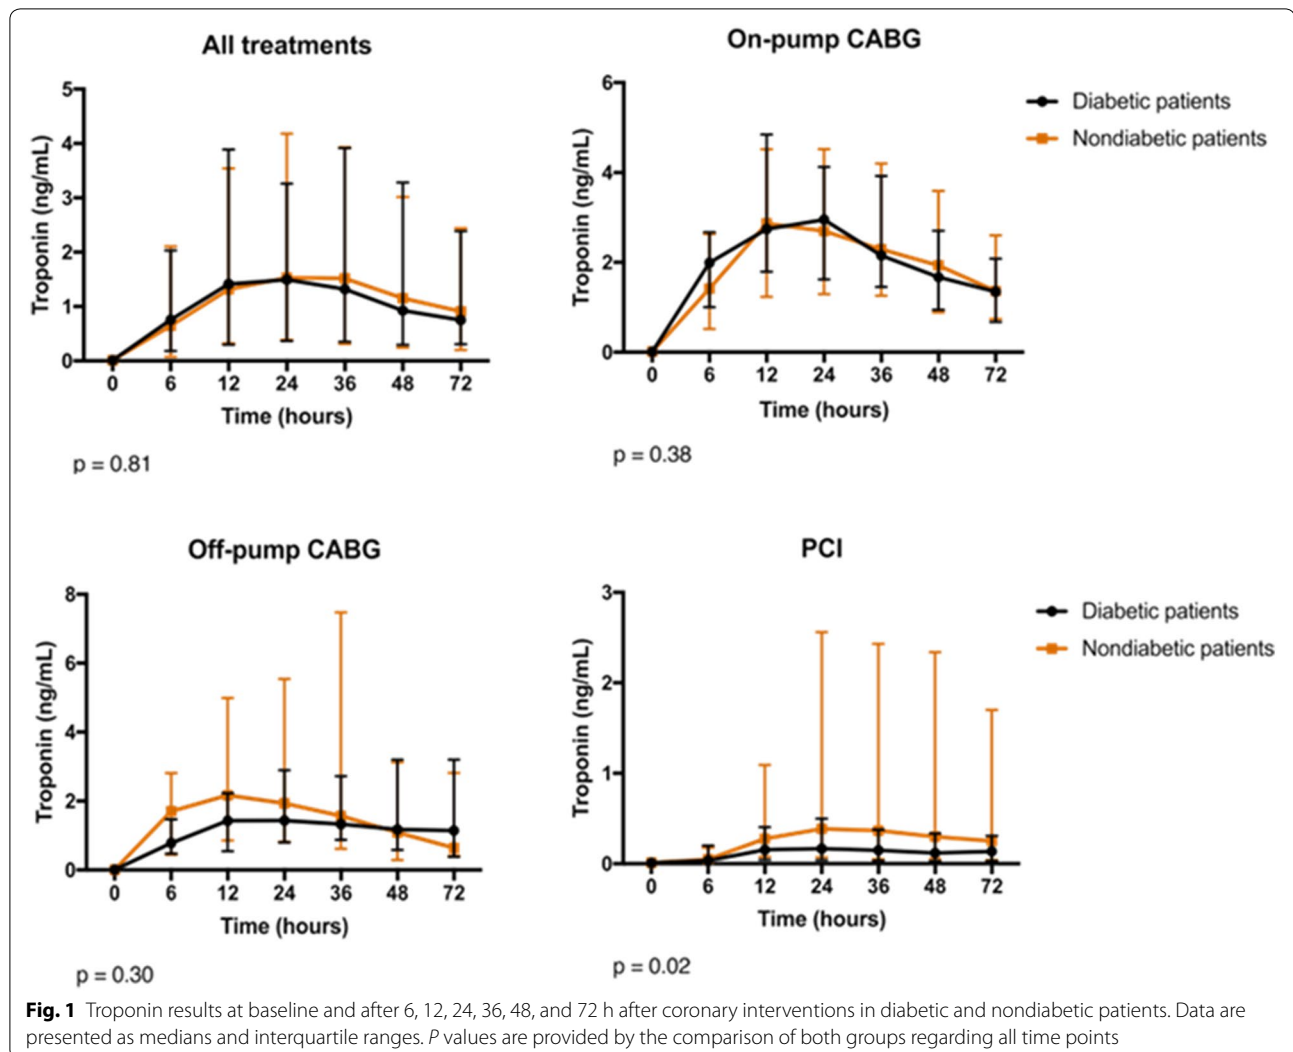 All treatments
5
4
3
2
1
0
Troponin (ng/mL)
0 6 12 24 36 48 72
Time (hours)
p = 0.81
On-pump CABG
6
4
2
0
Troponin (ng/mL)
0 6 12 24 36 48 72
Time (hours)
p = 0.38
Diabetic patients
Nondiabetic patients
Off-pump CABG
8
6
4
2
0
Troponin (ng/mL)
0 6 12 24 36 48 72
Time (hours)
p = 0.30
PCI
3
2
1
0
Troponin (ng/mL)
0 6 12 24 36 48 72
Time (hours)
p = 0.02
Diabetic patients
Nondiabetic patients
Fig. 1 Troponin results at baseline and after 6, 12, 24, 36, 48, and 72 h after coronary interventions in diabetic and nondiabetic patients. Data are
presented as medians and interquartile ranges. P values are provided by the comparison of both groups regarding all time points